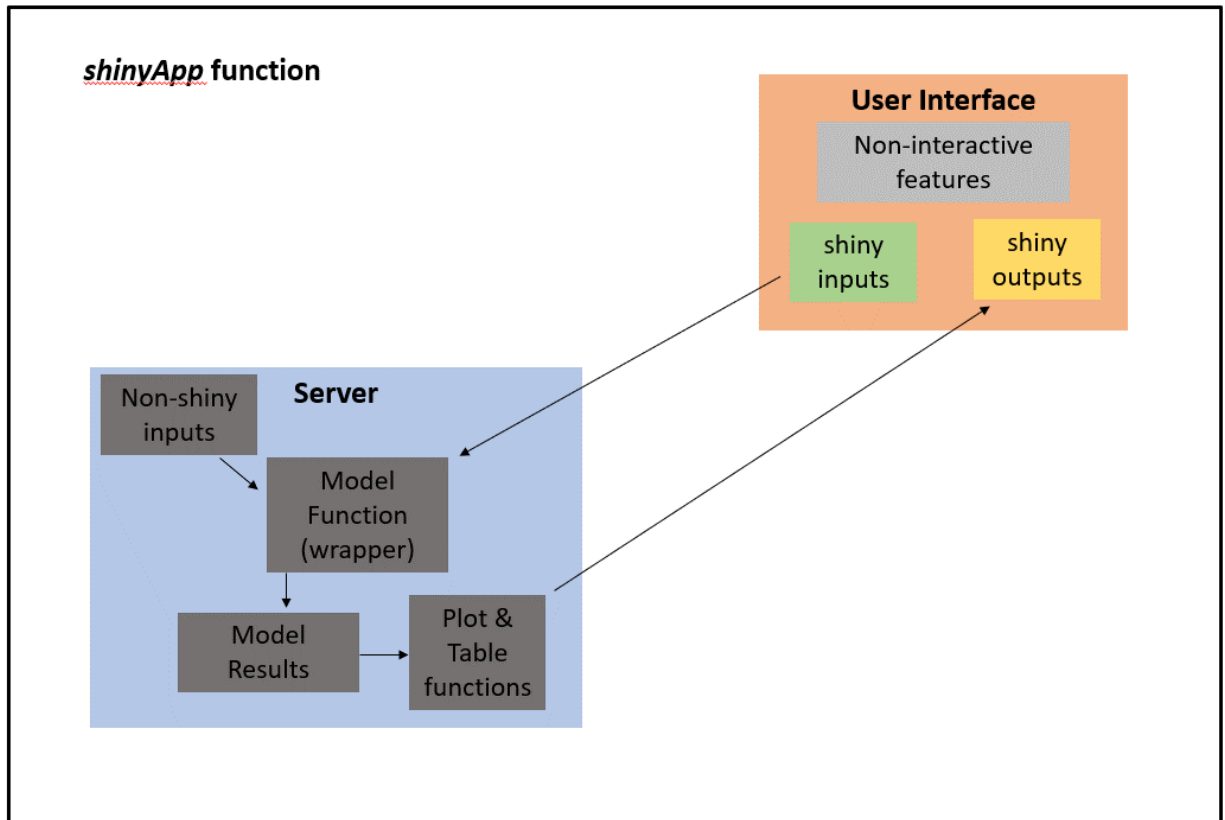 shinyApp function
User Interface
Non-interactive
features
shiny
inputs
shiny
outputs
Server
Non-shiny
inputs
Model
Function
(wrapper)
Model
Results
Plot &
Table
functions